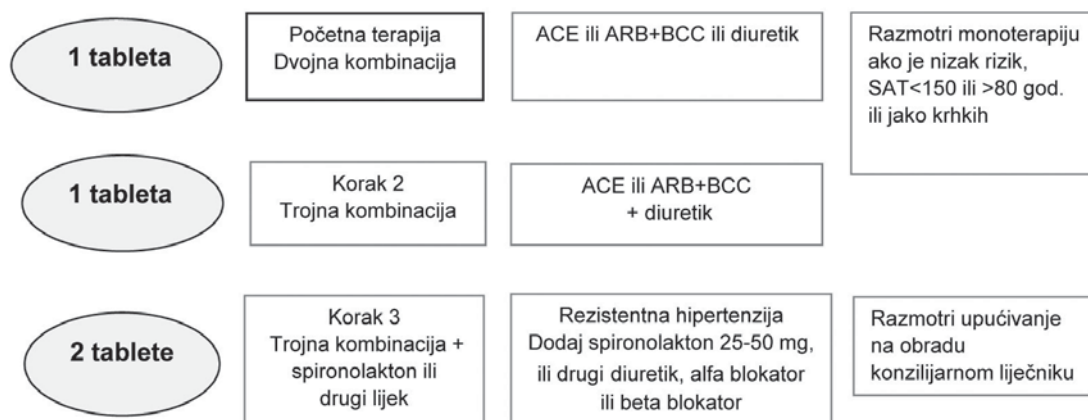 1 tableta
Početna terapija
Dvojna kombinacija
ACE ili ARB+BCC ili diuretik
Razmotri monoterapiju
ako je nizak rizik,
SAT<150 ili >80 god.
ili jako krhkih
1 tableta
Korak 2
Trojna kombinacija
ACE ili ARB+BCC
+ diuretik
2 tablete
Korak 3
Trojna kombinacija +
spironolakton ili
drugi lijek
Rezistentna hipertenzija
Dodaj spironolakton 25-50 mg,
ili drugi diuretik, alfa blokator
ili beta blokator
Razmotri upućivanje
na obradu
konzilijarnom liječniku